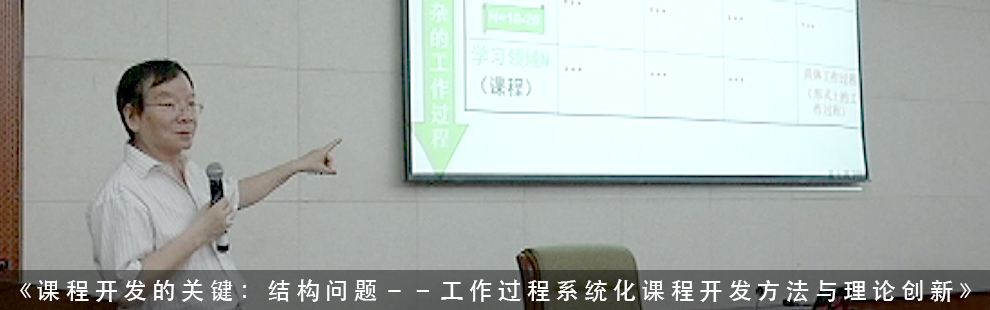 杂的工作过程
N=10-20
学习领域N
（课程）
...
...
...
...
...
...
...
具体工作过程
（形式上的工
作过程）
《课程开发的关键：结构问题－－工作过程系统化课程开发方法与理论创新》